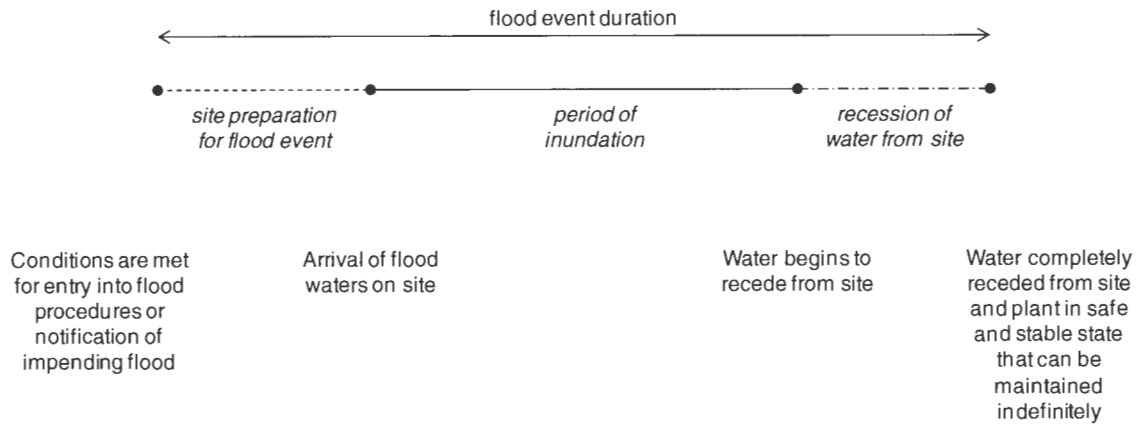 flood event duration
site preparation
for flood event
period of
inundation
recession of
water from site
Conditions are met
for entry into flood
procedures or
notification of
impending flood
Arrival of flood
waters on site
Water begins to
recede from site
Water completely
receded from site
and plant in safe
and stable state
that can be
maintained
indefinitely